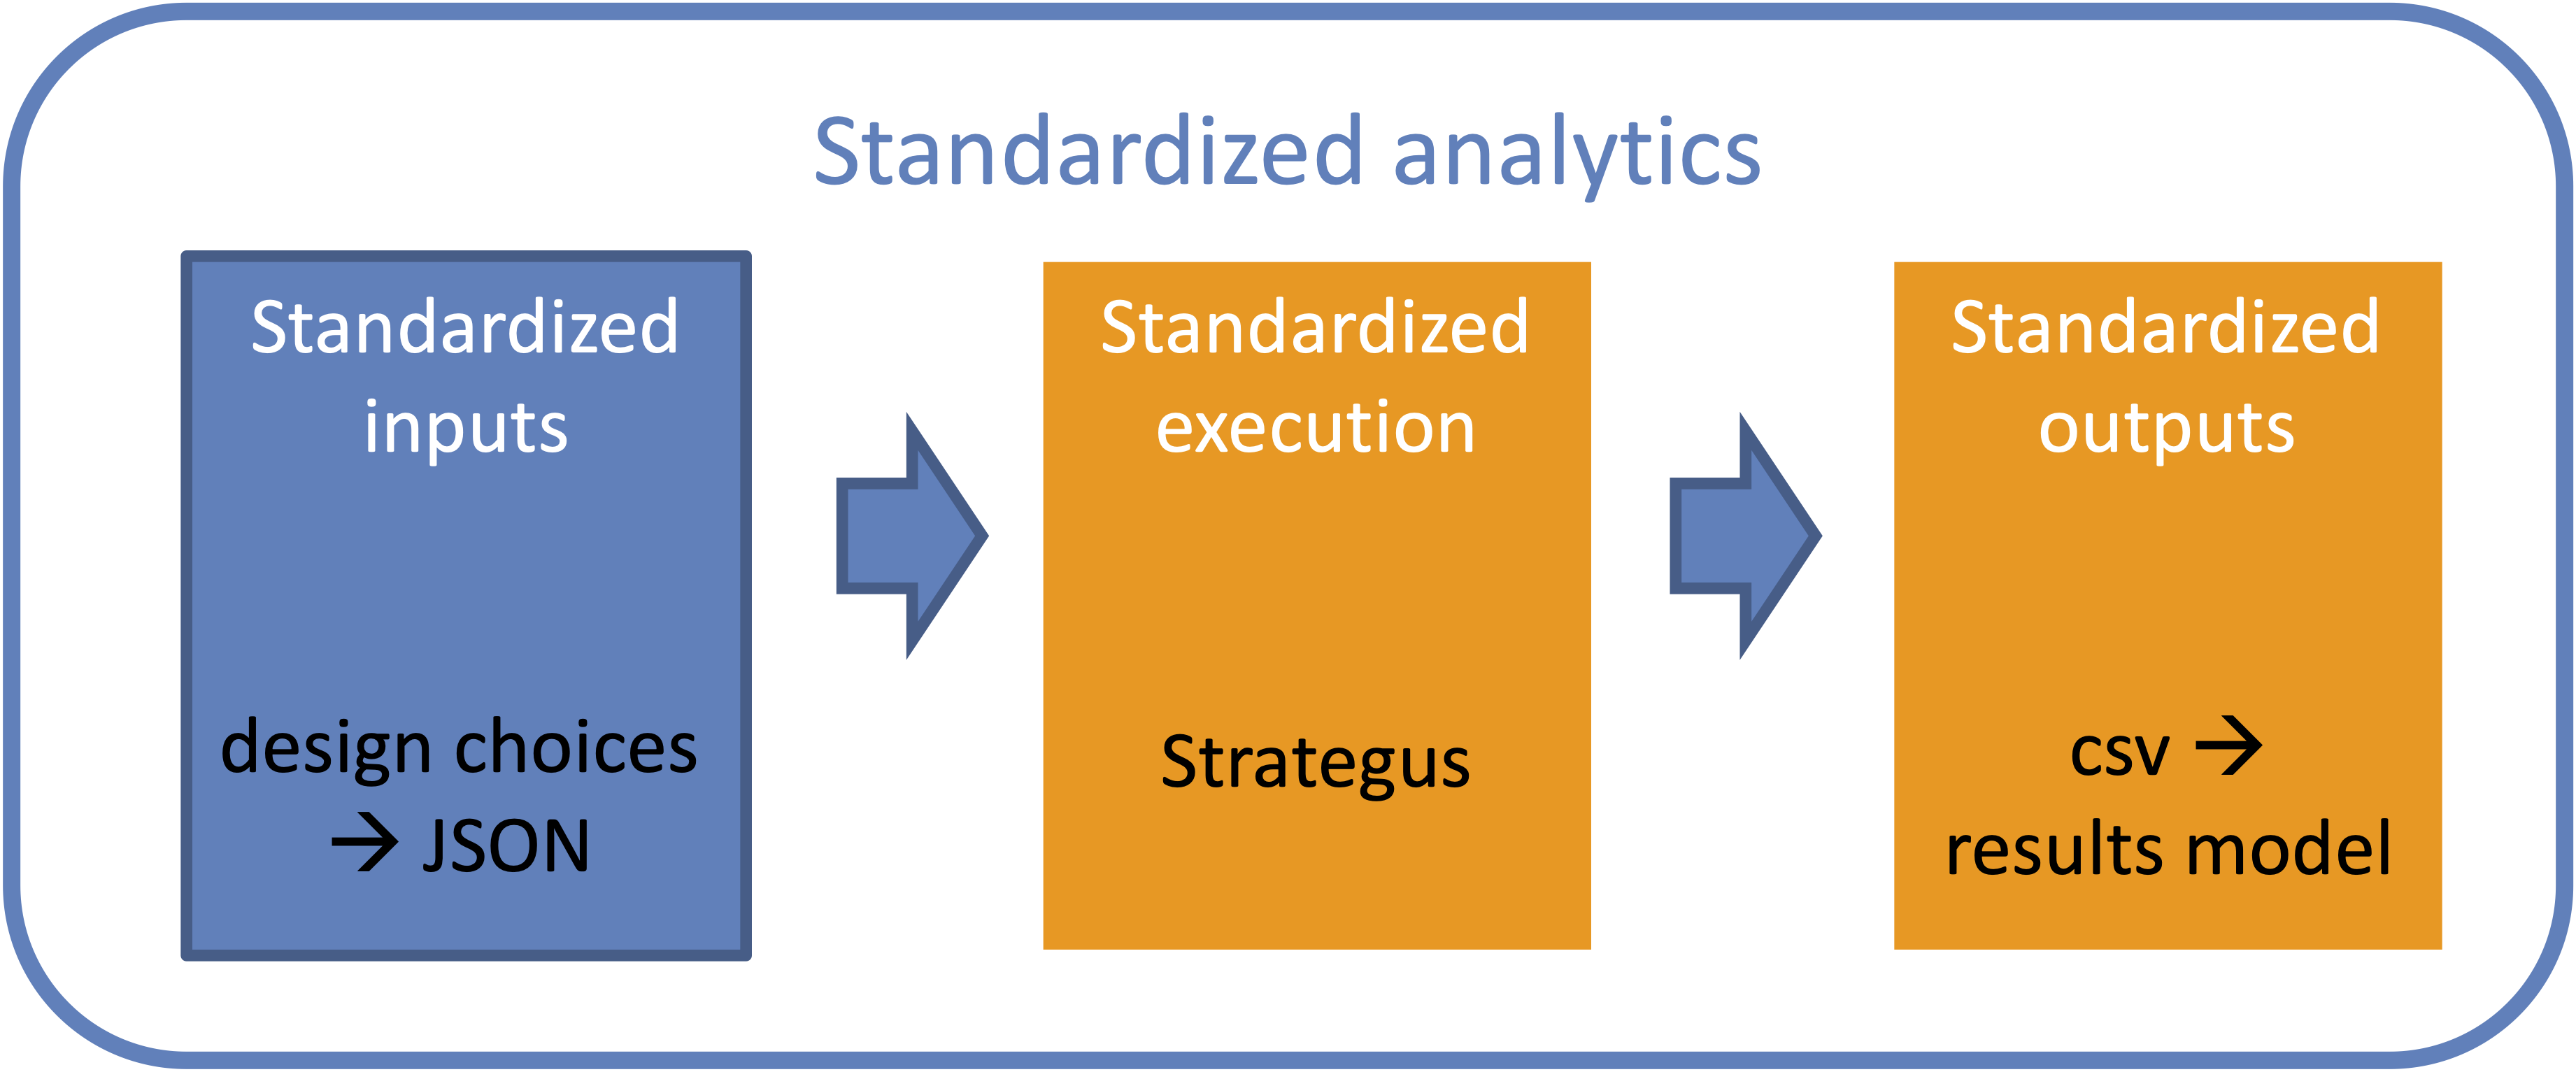 Standardized analytics
Standardized
inputs
design choices
→ JSON
Standardized
execution
Strategus
Standardized
outputs
csv →
results model